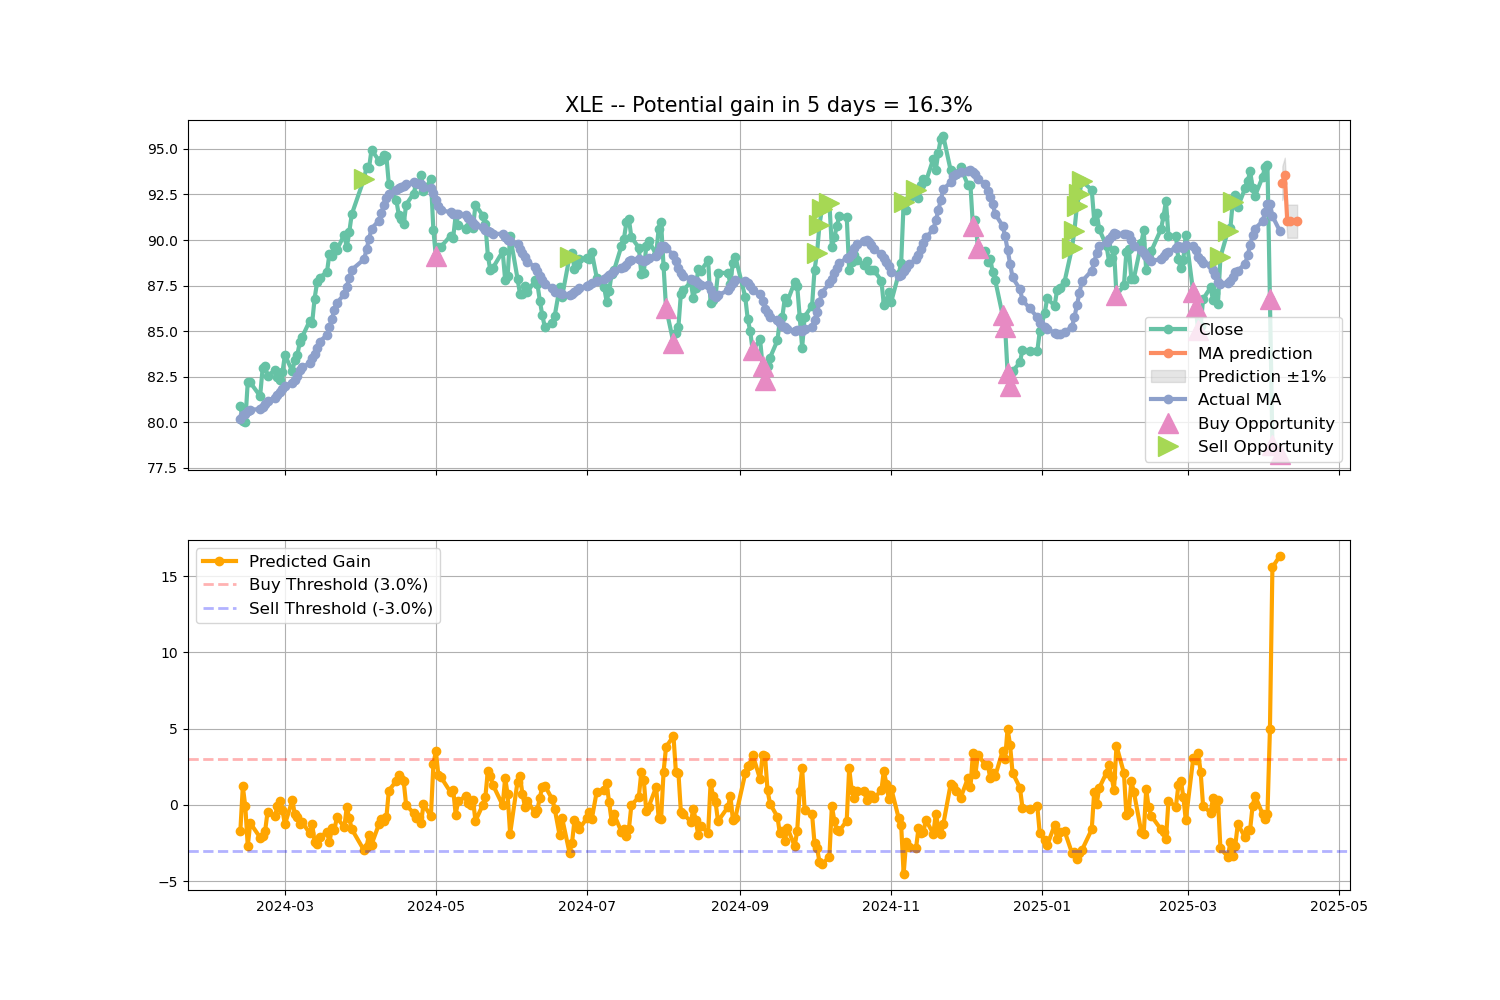 XLE -- Potential gain in 5 days = 16.3%
95.0
92.5
90.0
87.5
85.0
82.5
80.0
77.5
Close
MA prediction
Prediction ±1%
Actual MA
Buy Opportunity
Sell Opportunity
Predicted Gain
Buy Threshold (3.0%)
Sell Threshold (-3.0%)
15
10
5
0
−5
2024-03
2024-05
2024-07
2024-09
2024-11
2025-01
2025-03
2025-05